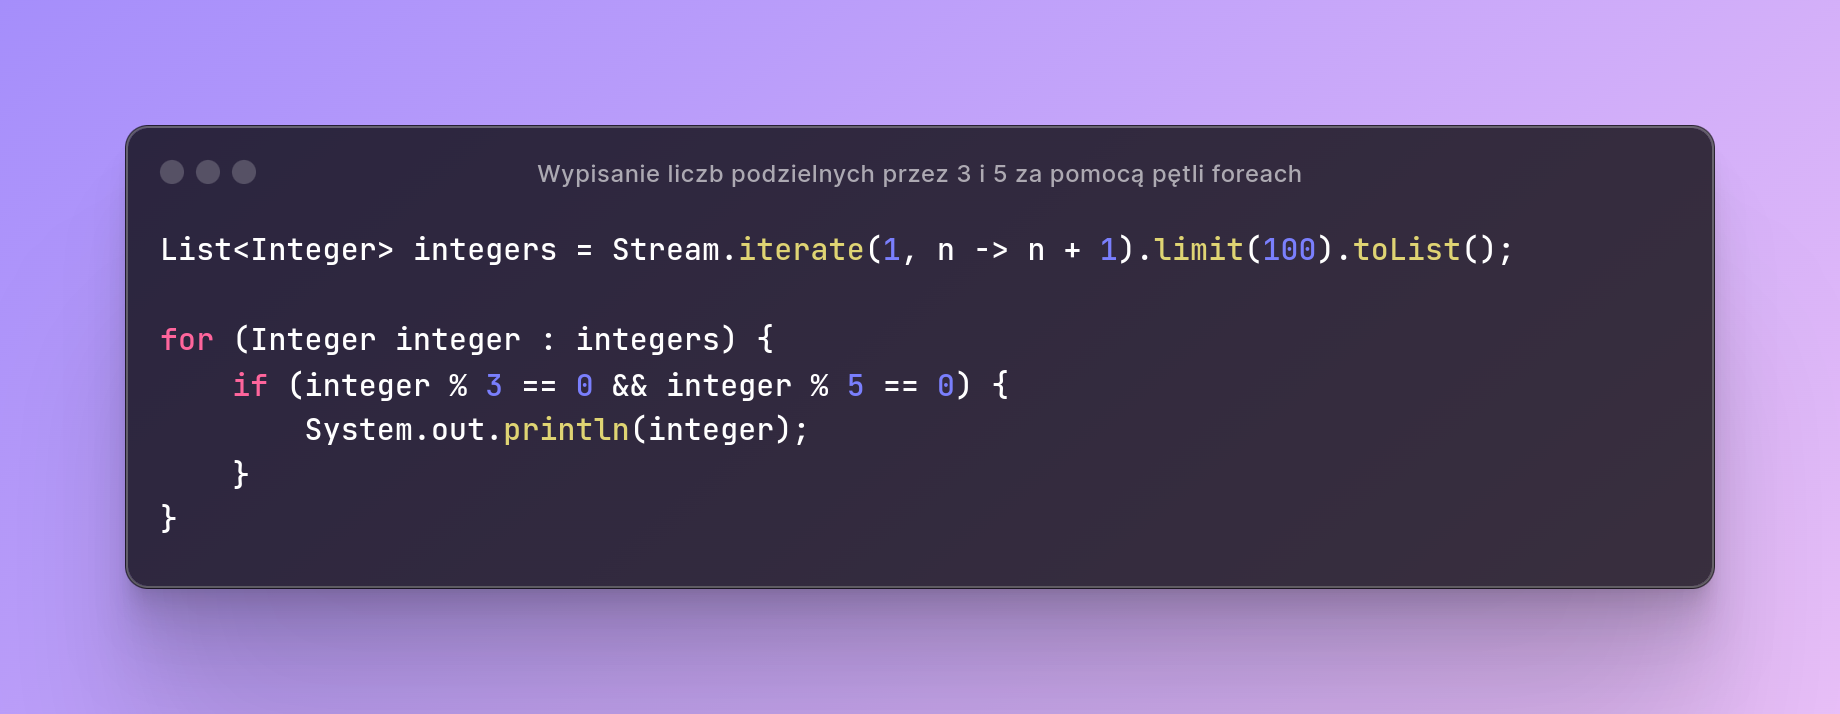 Wypisanie liczb podzielnych przez 3 i 5 za pomocą pętli foreach
List<Integer> integers = Stream.iterate(1, n -> n + 1).limit(100).toList();

for (Integer integer : integers) {
    if (integer % 3 == 0 && integer % 5 == 0) {
        System.out.println(integer);
    }
}